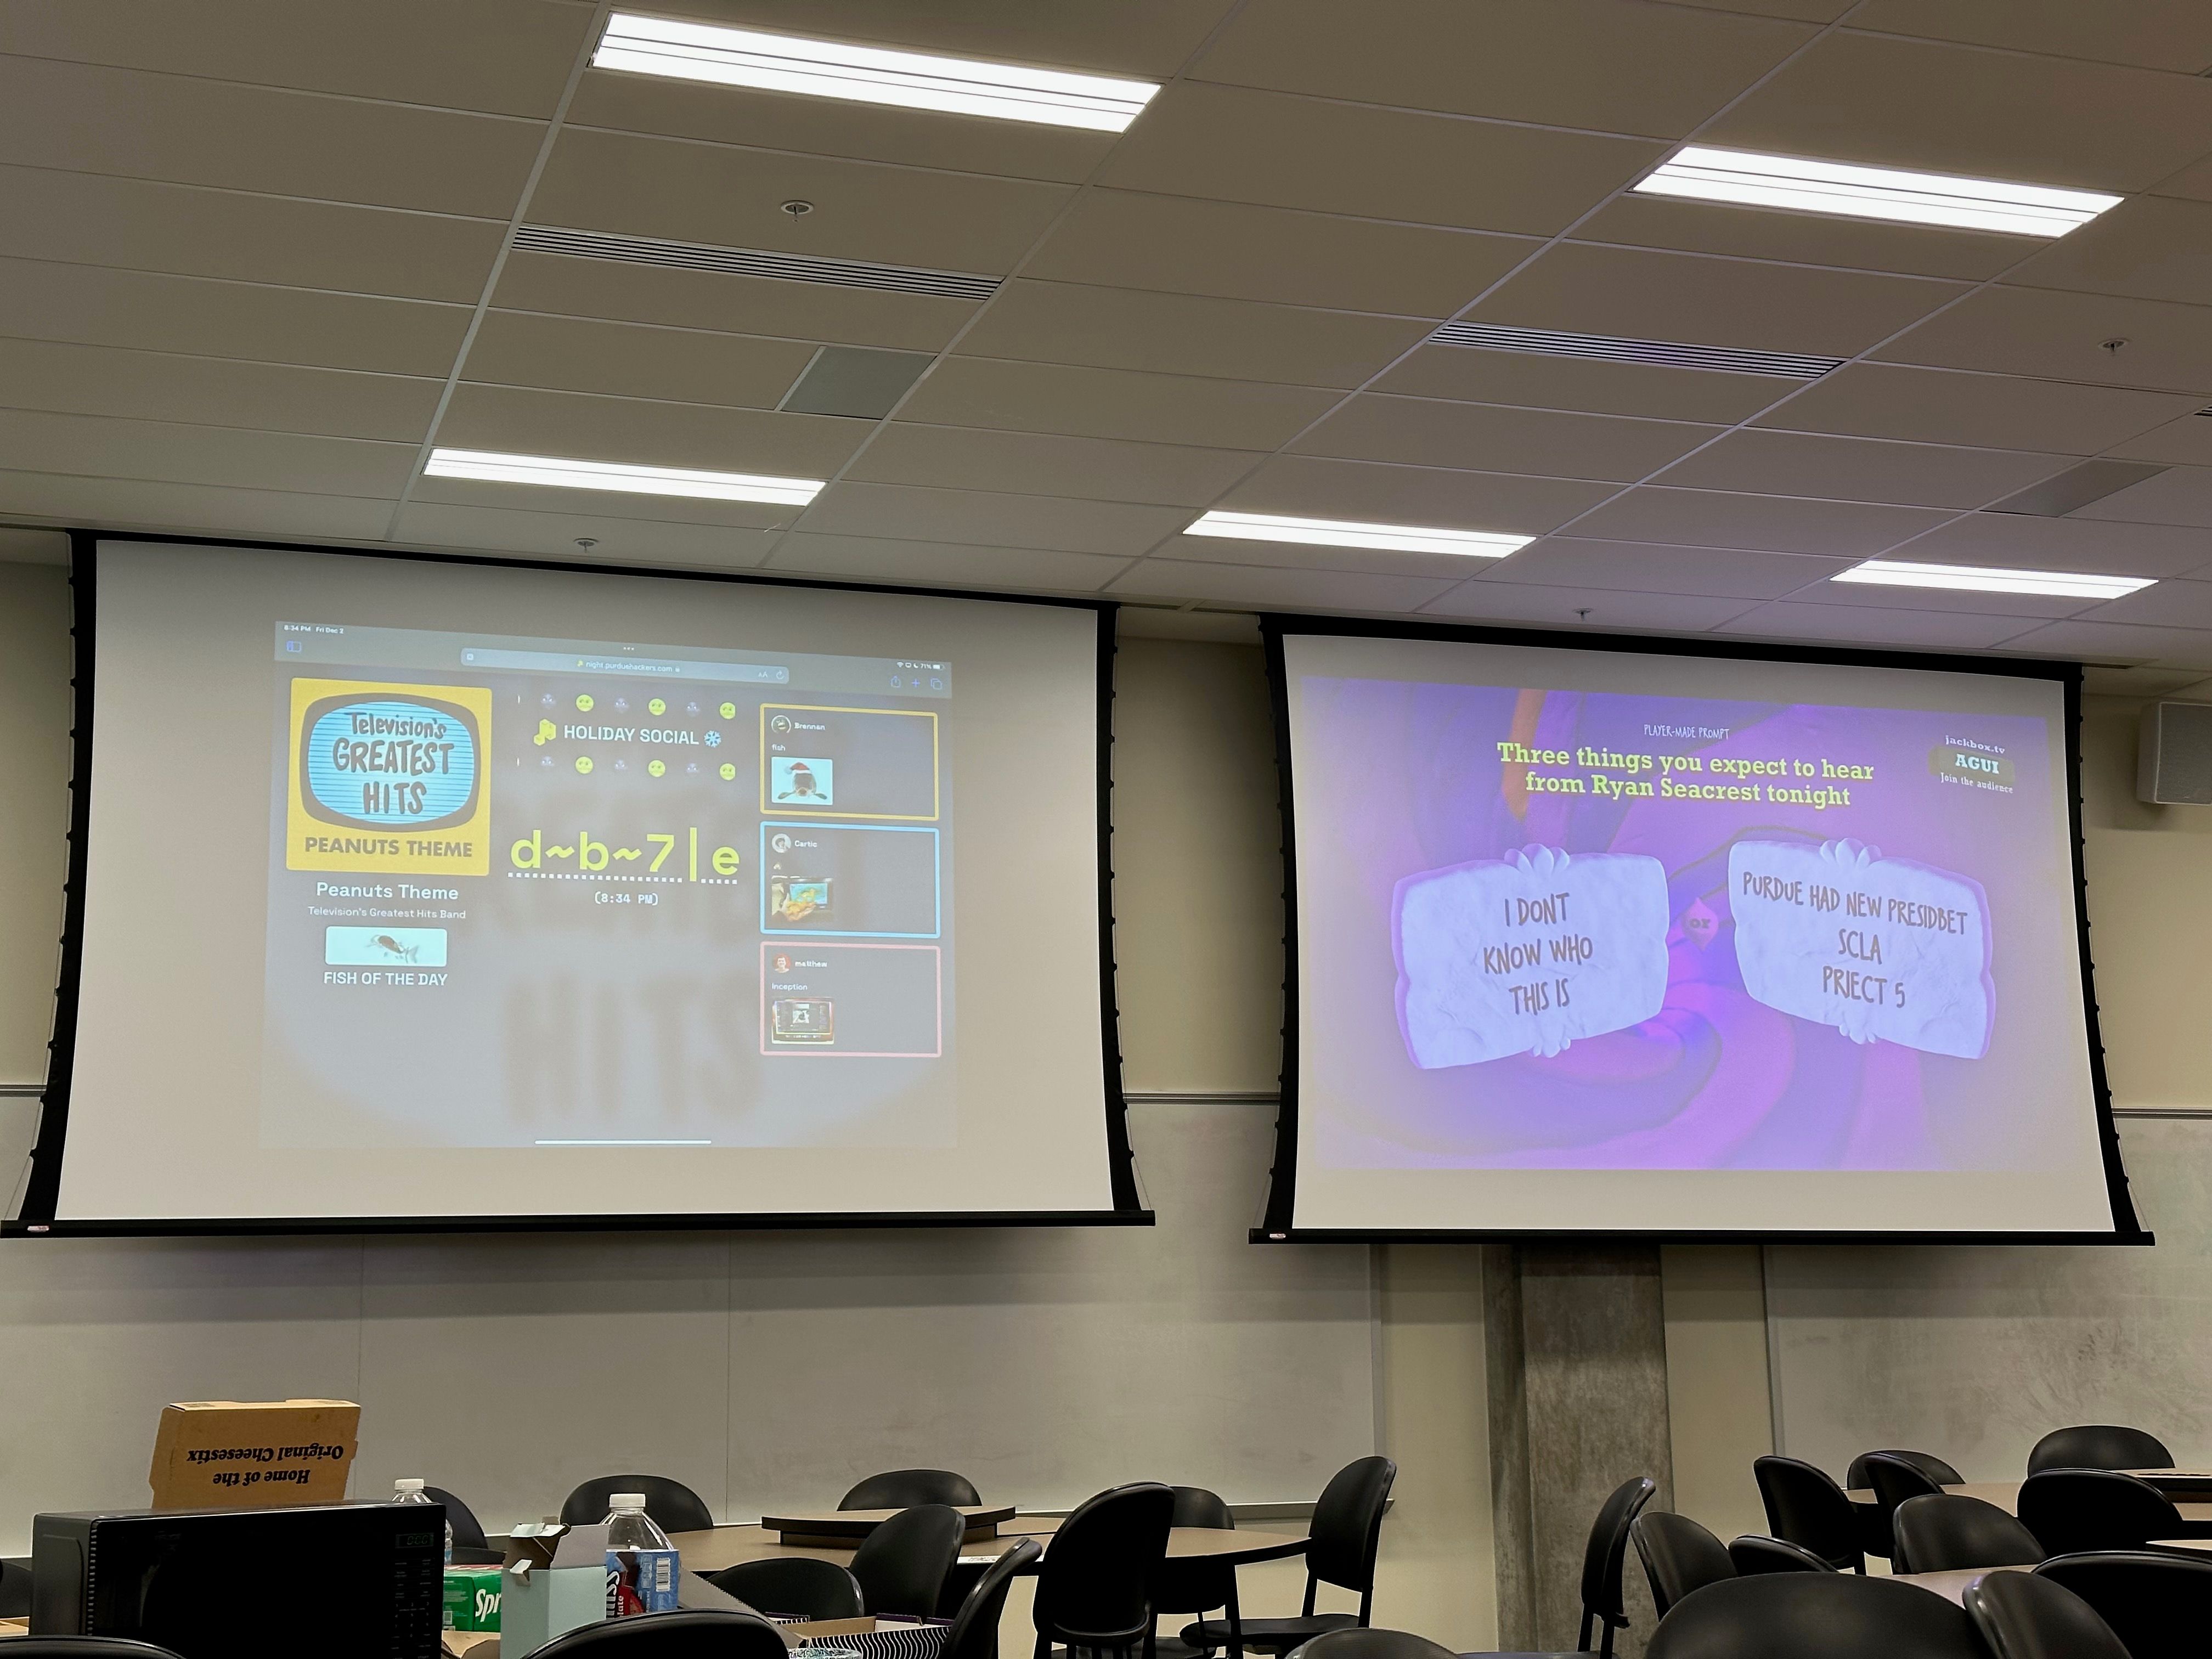 8:34 PM Fri Dec 2
night.purduehackers.com
71%
Television's
GREATEST
HITS
PEANUTS THEME
Peanuts Theme
Television's Greatest Hits Band
FISH OF THE DAY
HOLIDAY SOCIAL
d~b~7|e
(8:34 PM)
Brennan
fish
Cartic
matthew
Inception
PLAYER-MADE PROMPT
Three things you expect to hear
from Ryan Seacrest tonight
jackbox.tv
AGUI
Join the audience
I DONT
KNOW WHO
THIS IS
or
PURDUE HAD NEW PRESIDBET
SCLA
PRJECT 5
Home of the
Original Cheesestix
Spr